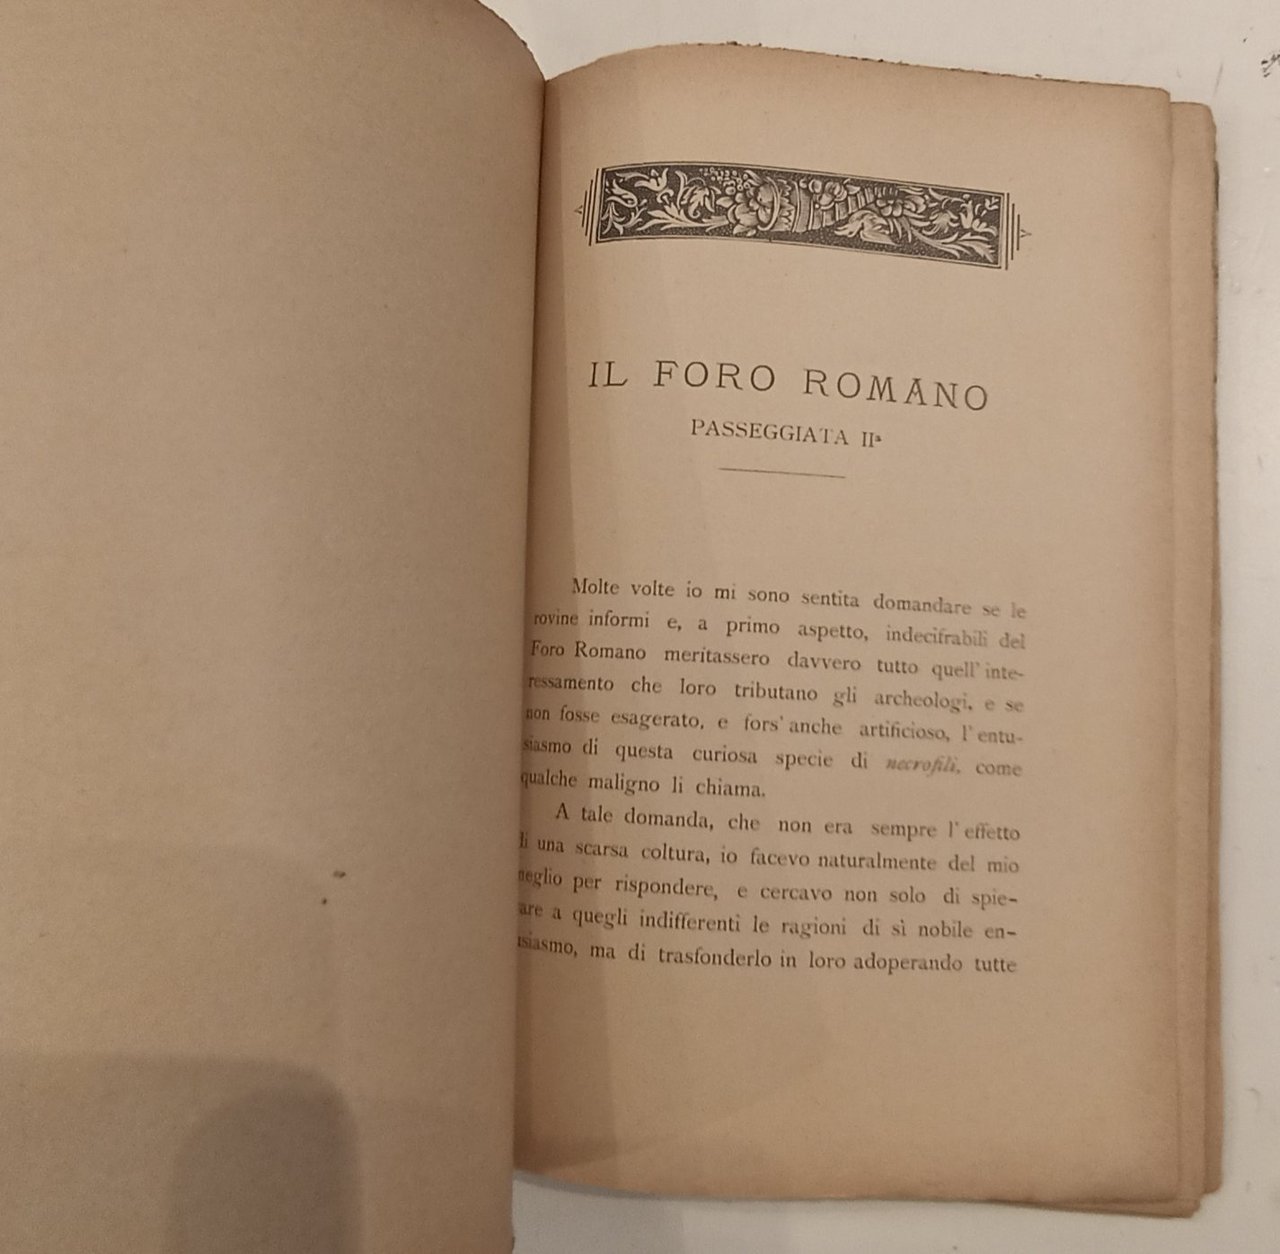 IL FORO ROMANO
PASSEGGIATA IIª
Molte volte io mi sono sentita domandare se le
rovine informi e, a primo aspetto, indecifrabili del
Foro Romano meritassero davvero tutto quell' inte-
ressamento che loro tributano gli archeologi, e se
non fosse esagerato, e fors' anche artificioso, l' entu-
siasmo di questa curiosa specie di necrofili, come
qualche maligno li chiama.
A tale domanda, che non era sempre l' effetto
di una scarsa coltura, io facevo naturalmente del mio
meglio per rispondere, e cercavo non solo di spie-
are a quegli indifferenti le ragioni di sì nobile en-
usiasmo, ma di trasfonderlo in loro adoperando tutte